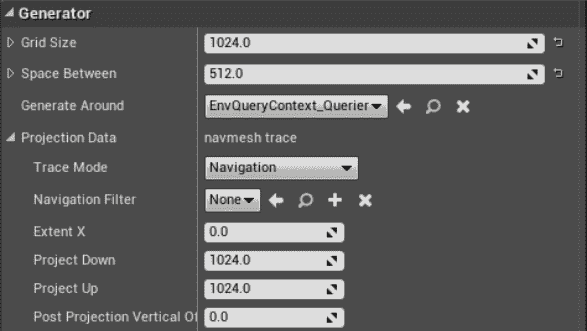 Generator
Grid Size 1024.0
Space Between 512.0
Generate Around EnvQueryContext_Querier
Projection Data navmesh trace
Trace Mode Navigation
Navigation Filter None
Extent X 0.0
Project Down 1024.0
Project Up 1024.0
Post Projection Vertical Of 0.0